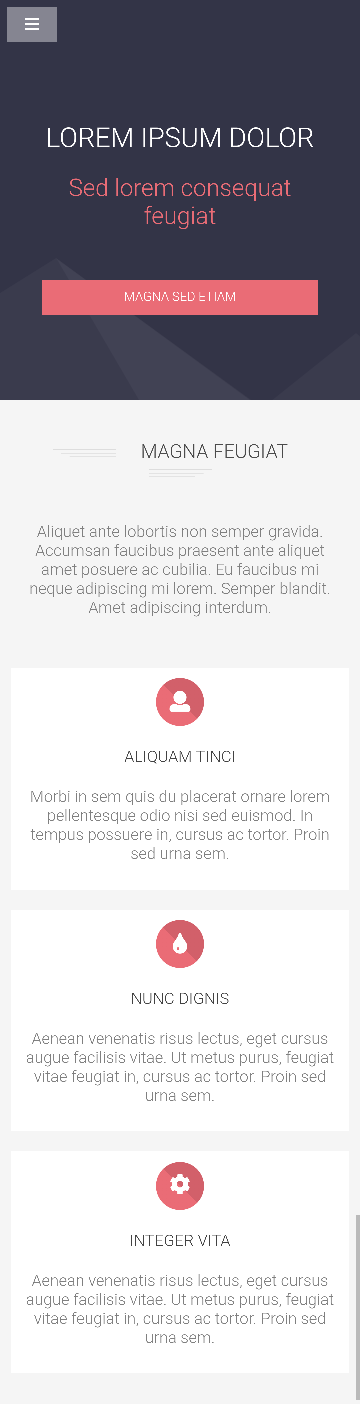 LOREM IPSUM DOLOR
Sed lorem consequat
feugiat
MAGNA SED ETIAM
MAGNA FEUGIAT
Aliquet ante lobortis non semper gravida.
Accumsan faucibus praesent ante aliquet
amet posuere ac cubilia. Eu faucibus mi
neque adipiscing mi lorem. Semper blandit.
Amet adipiscing interdum.
ALIQUAM TINCI
Morbi in sem quis du placerat ornare lorem
pellentesque odio nisi sed euismod. In
tempus possuere in, cursus ac tortor. Proin
sed urna sem.
NUNC DIGNIS
Aenean venenatis risus lectus, eget cursus
augue facilisis vitae. Ut metus purus, feugiat
vitae feugiat in, cursus ac tortor. Proin sed
urna sem.
INTEGER VITA
Aenean venenatis risus lectus, eget cursus
augue facilisis vitae. Ut metus purus, feugiat
vitae feugiat in, cursus ac tortor. Proin sed
urna sem.